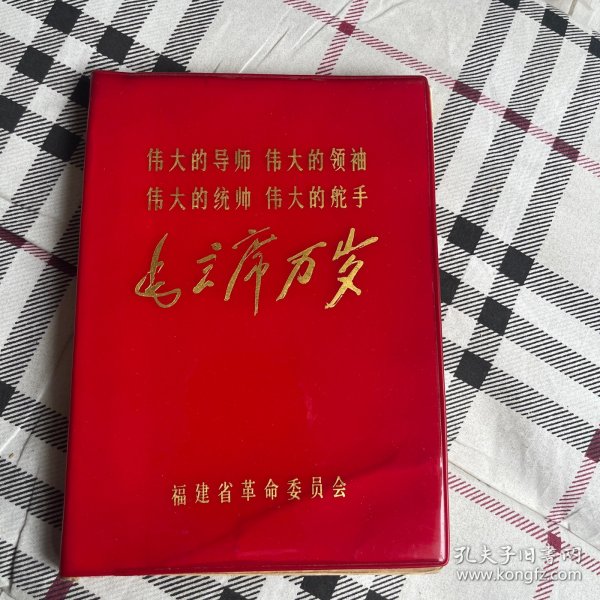 伟大的导师 伟大的领袖
伟大的统帅 伟大的舵手
毛主席万岁
福建省革命委员会
孔夫子旧书网
www.kongfz.com